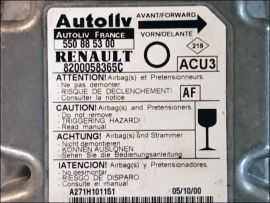 Autoliv
AVANT/FORWARD
AUTOLIV FRANCE
550 88 53 00
VORN/DELANTE
RENAULT
219
8200058365C
ACU3
ATTENTION! Airbag(s) et Pretensionneurs.
- Ne pas demonter
- RISQUE DE DECLENCHEMENT!
- Consulter la notice.
AF
CAUTION! Airbag(s) and Pretensioners
- Do not remove
- TRIGGERING HAZARD!
- Read manual
ACHTUNG! Airbag(s) und Strammer
- Nicht demontieren
- KÖNNEN AUSLÖSEN
- Sehen Sie die Bedienungsanleitung
!ATENCION! Airbag(s) y Pretensadores
- No desmontar
- RIESGO DE DISPARO
- Consulte el manual
A271H101151
05/10/00